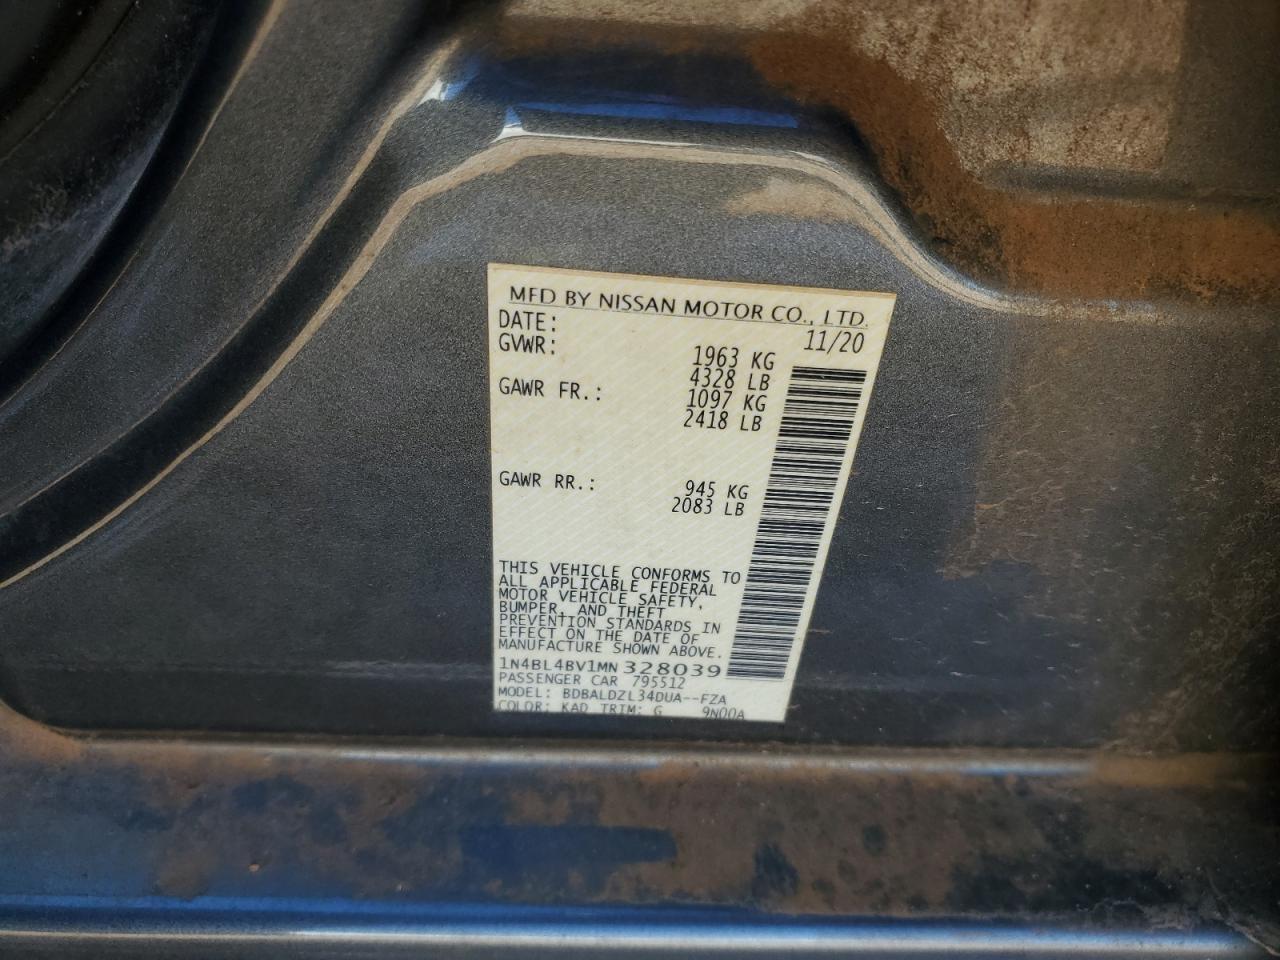 MFD BY NISSAN MOTOR CO., LTD.
DATE: 11/20
GVWR: 1963 KG
4328 LB
GAWR FR.: 1097 KG
2418 LB
GAWR RR.: 945 KG
2083 LB
THIS VEHICLE CONFORMS TO
ALL APPLICABLE FEDERAL
MOTOR VEHICLE SAFETY,
BUMPER, AND THEFT
PREVENTION STANDARDS IN
EFFECT ON THE DATE OF
MANUFACTURE SHOWN ABOVE.
1N4BL4BV1MN 328039
PASSENGER CAR 795512
MODEL: BDBALDZL34DUA--FZA
COLOR: KAD TRIM: G 9N00A